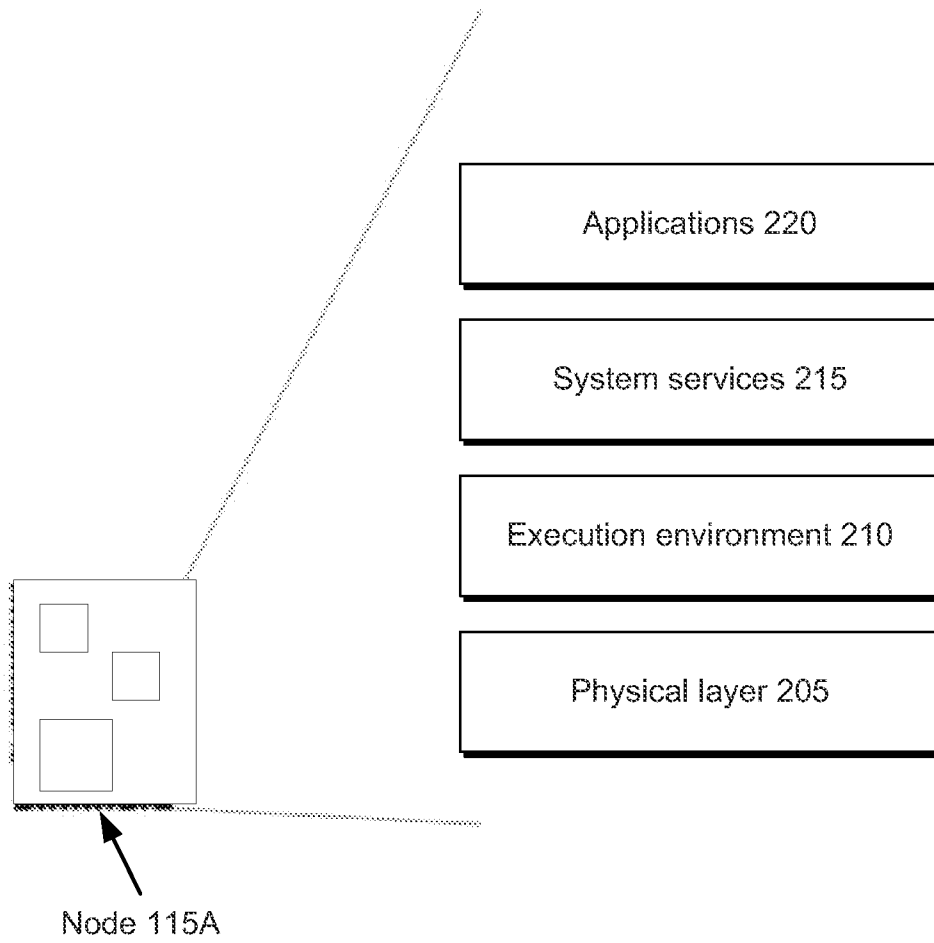 Applications 220
System services 215
Execution environment 210
Physical layer 205
Node 115A